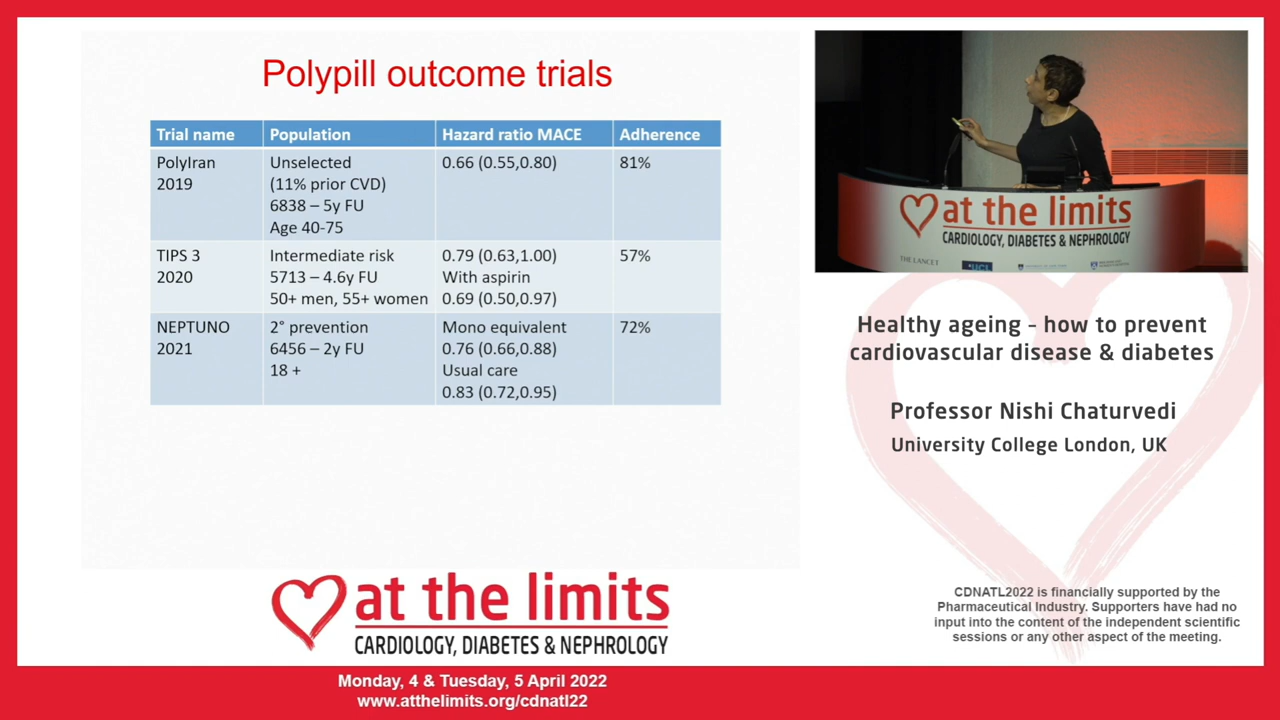 Polypill outcome trials
Trial name Population Hazard ratio MACE Adherence
PolyIran 2019 Unselected (11% prior CVD) 6838 – 5y FU Age 40-75 0.66 (0.55,0.80) 81%
TIPS 3 2020 Intermediate risk 5713 – 4.6y FU 50+ men, 55+ women 0.79 (0.63,1.00) With aspirin 0.69 (0.50,0.97) 57%
NEPTUNO 2021 2° prevention 6456 – 2y FU 18 + Mono equivalent 0.76 (0.66,0.88) Usual care 0.83 (0.72,0.95) 72%
at the limits
CARDIOLOGY, DIABETES & NEPHROLOGY
THE LANCET
UCL
Healthy ageing – how to prevent
cardiovascular disease & diabetes
Professor Nishi Chaturvedi
University College London, UK
CDNATL2022 is financially supported by the
Pharmaceutical Industry. Supporters have had no
input into the content of the independent scientific
sessions or any other aspect of the meeting.
at the limits
CARDIOLOGY, DIABETES & NEPHROLOGY
Monday, 4 & Tuesday, 5 April 2022
www.atthelimits.org/cdnatl22